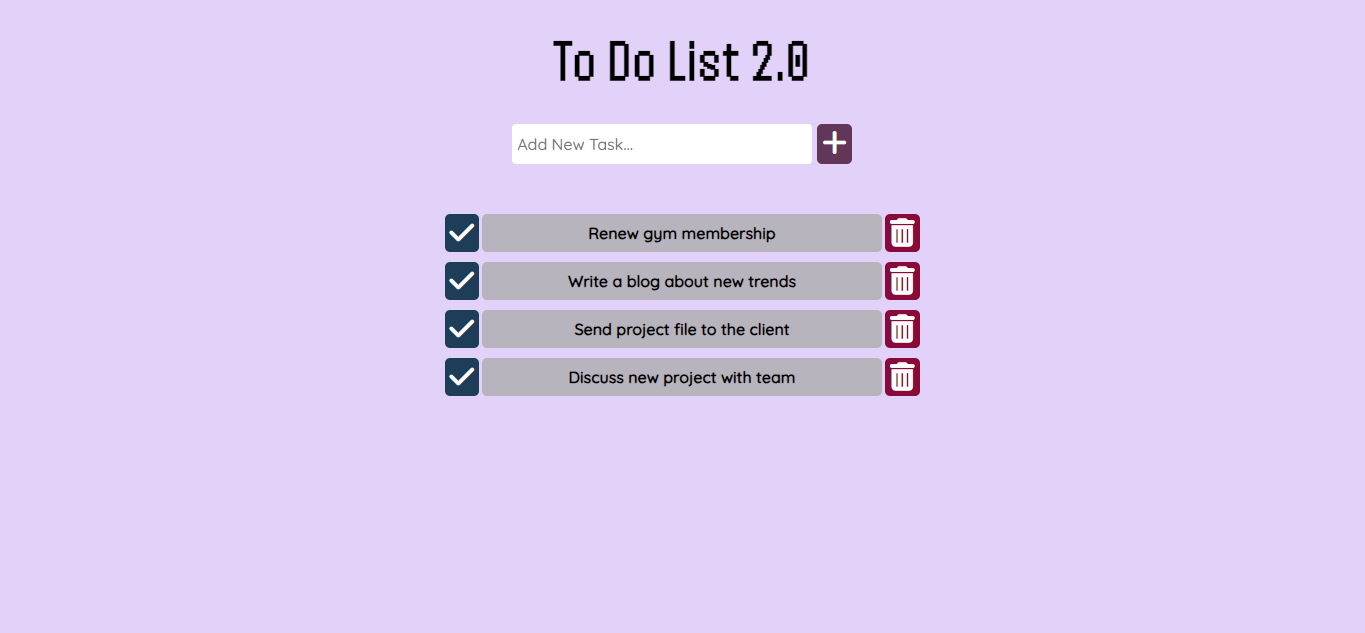 To Do List 2.0
Add New Task...
Renew gym membership
Write a blog about new trends
Send project file to the client
Discuss new project with team